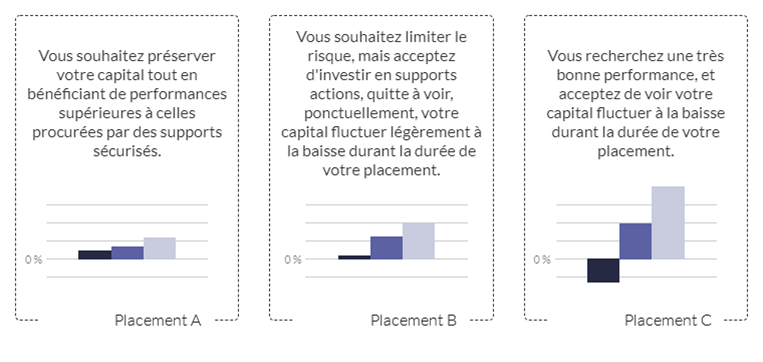 Vous souhaitez préserver
votre capital tout en
bénéficiant de performances
supérieures à celles
procurées par des supports
sécurisés.
0 %
Placement A
Vous souhaitez limiter le
risque, mais acceptez
d'investir en supports
actions, quitte à voir,
ponctuellement, votre
capital fluctuer légèrement à
la baisse durant la durée de
votre placement.
0 %
Placement B
Vous recherchez une très
bonne performance, et
acceptez de voir votre
capital fluctuer à la baisse
durant la durée de votre
placement.
0 %
Placement C